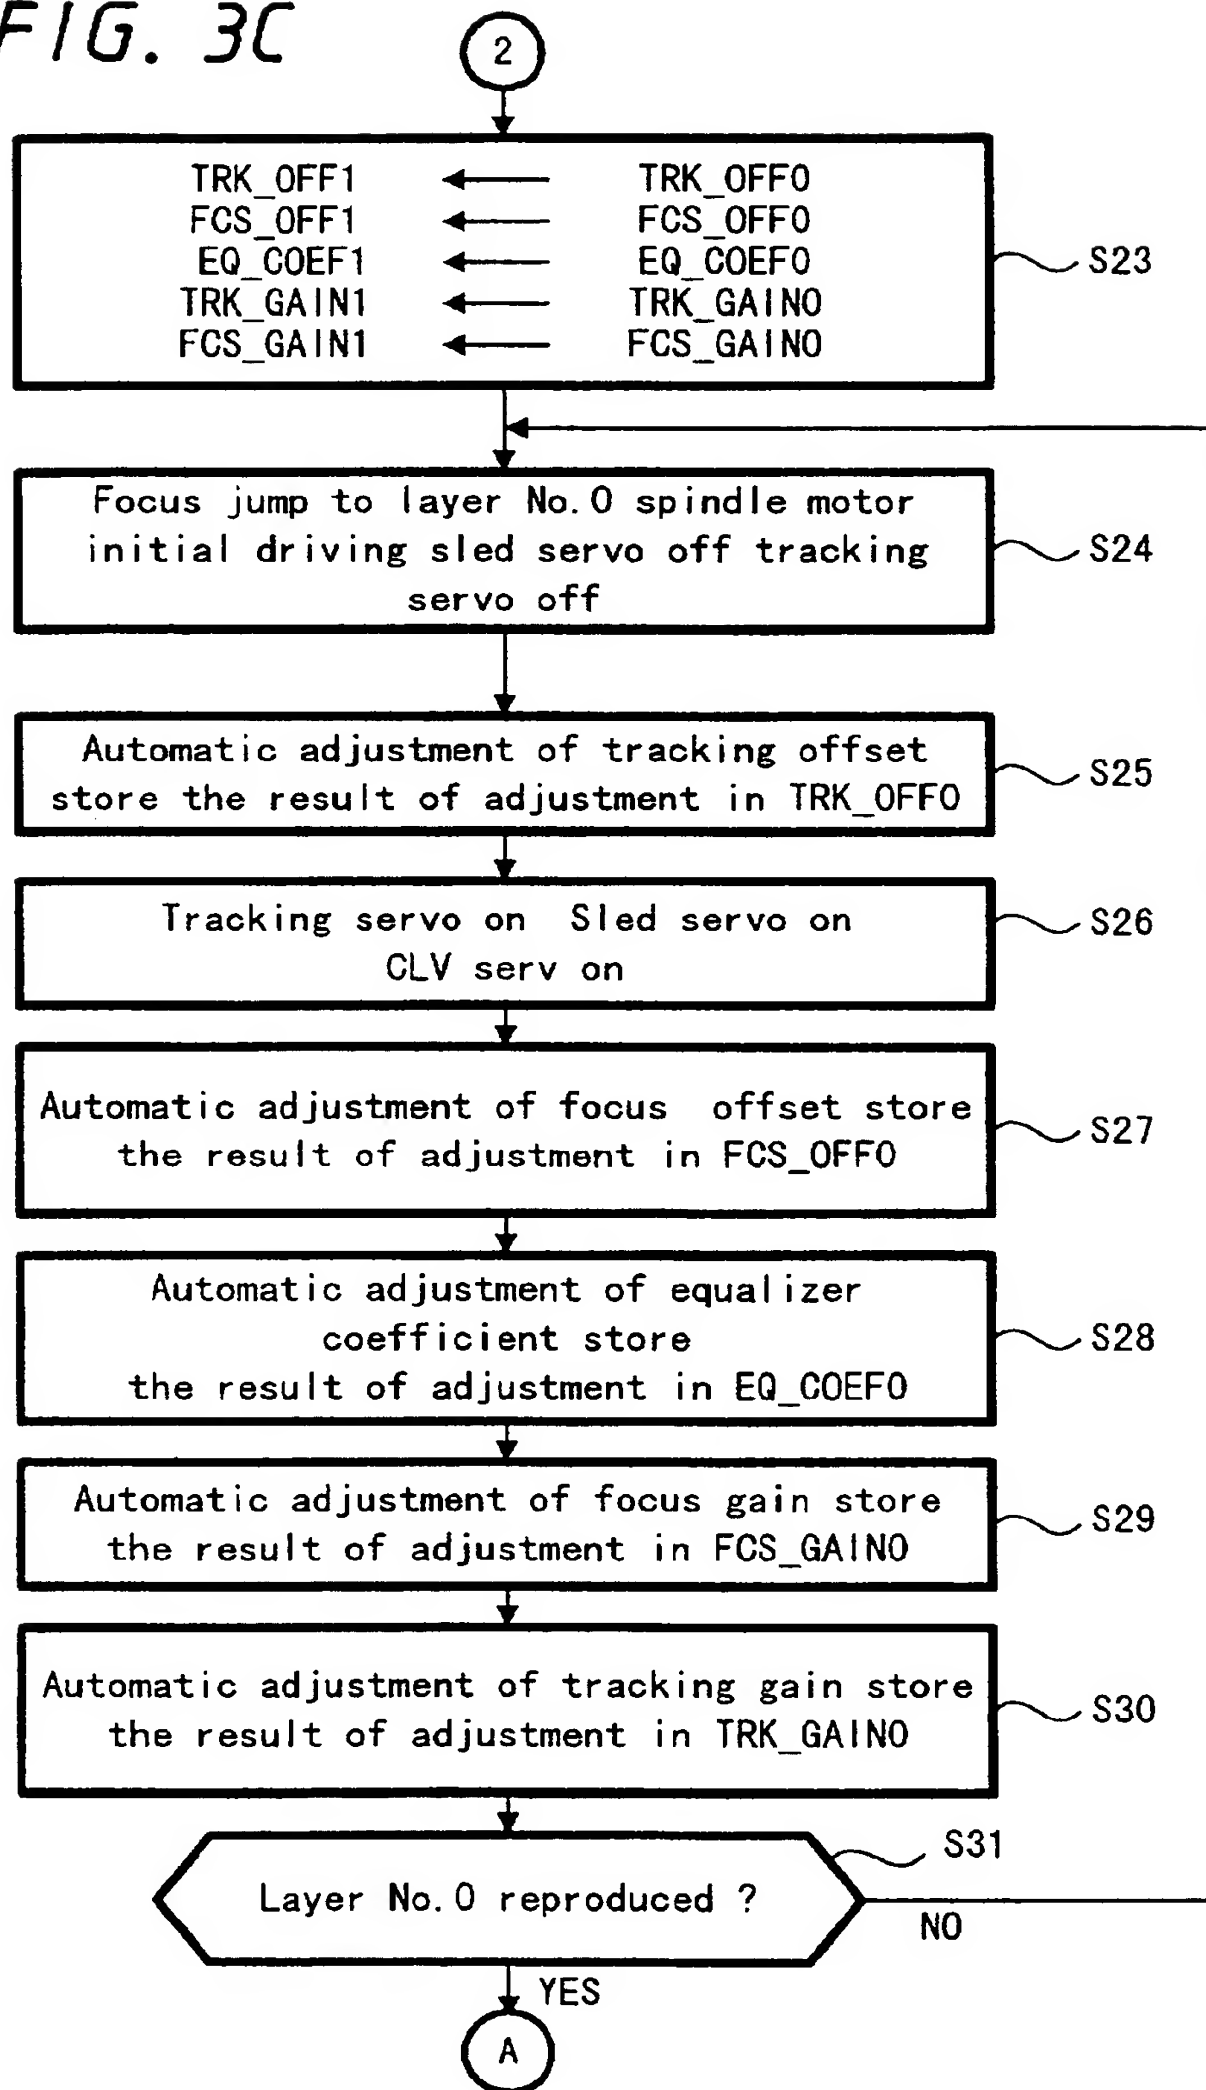 FIG. 3C
2
TRK_OFF1 ← TRK_OFF0
FCS_OFF1 ← FCS_OFF0
EQ_COEF1 ← EQ_COEF0
TRK_GAIN1 ← TRK_GAIN0
FCS_GAIN1 ← FCS_GAIN0
S23
Focus jump to layer No.0 spindle motor
initial driving sled servo off tracking
servo off
S24
Automatic adjustment of tracking offset
store the result of adjustment in TRK_OFF0
S25
Tracking servo on Sled servo on
CLV serv on
S26
Automatic adjustment of focus offset store
the result of adjustment in FCS_OFF0
S27
Automatic adjustment of equalizer
coefficient store
the result of adjustment in EQ_COEF0
S28
Automatic adjustment of focus gain store
the result of adjustment in FCS_GAIN0
S29
Automatic adjustment of tracking gain store
the result of adjustment in TRK_GAIN0
S30
S31
Layer No.0 reproduced ?
NO
YES
A